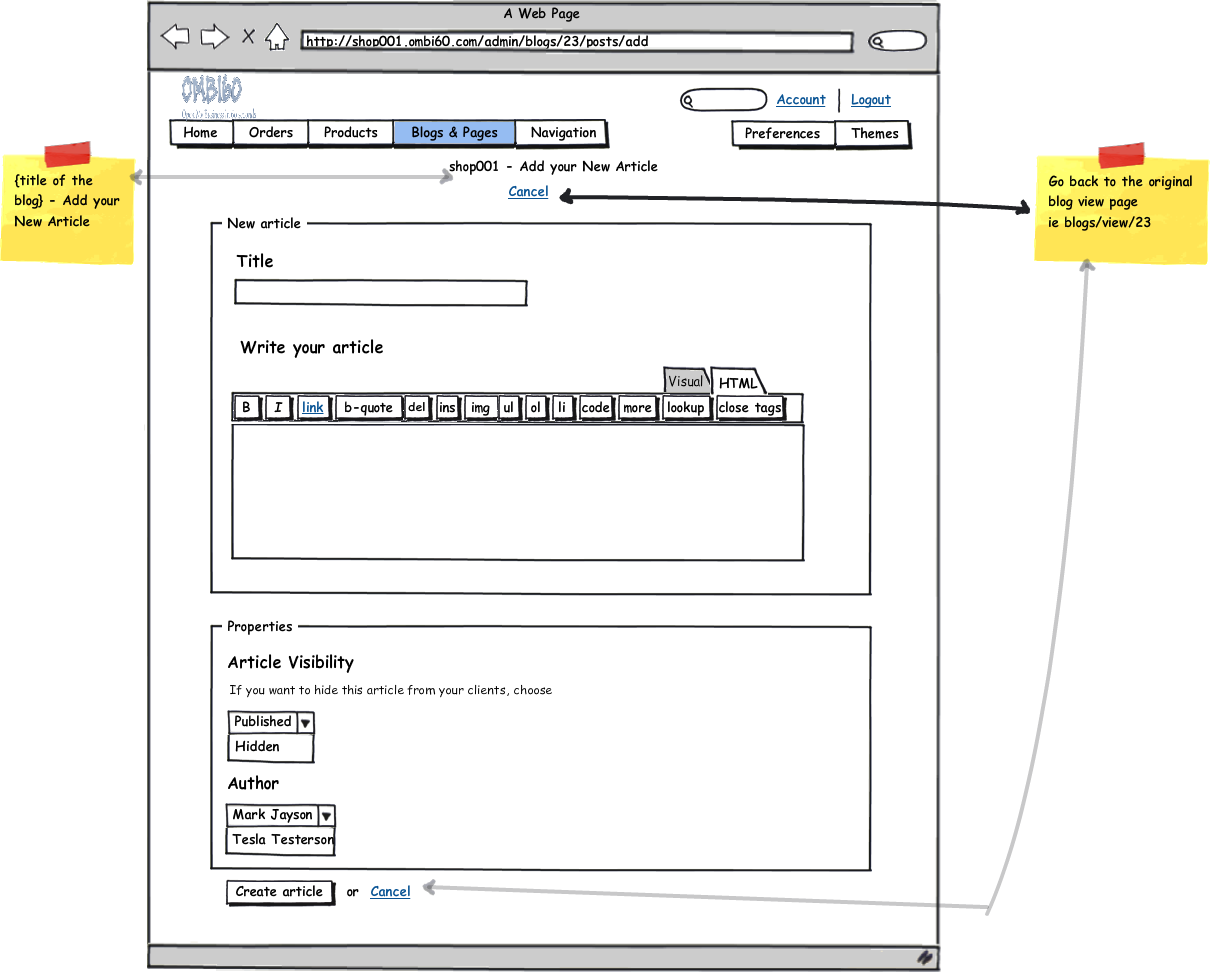 A Web Page
http://shop001.ombi60.com/admin/blogs/23/posts/add
OMBI60
Account
Logout
Home Orders Products Blogs & Pages Navigation
Preferences Themes
shop001 - Add your New Article
Cancel
{title of the
blog} - Add your
New Article
Go back to the original
blog view page
ie blogs/view/23
New article
Title
Write your article
Visual HTML
B I link b-quote del ins img ul ol li code more lookup close tags
Properties
Article Visibility
If you want to hide this article from your clients, choose
Published
Hidden
Author
Mark Jayson
Tesla Testerson
Create article or Cancel